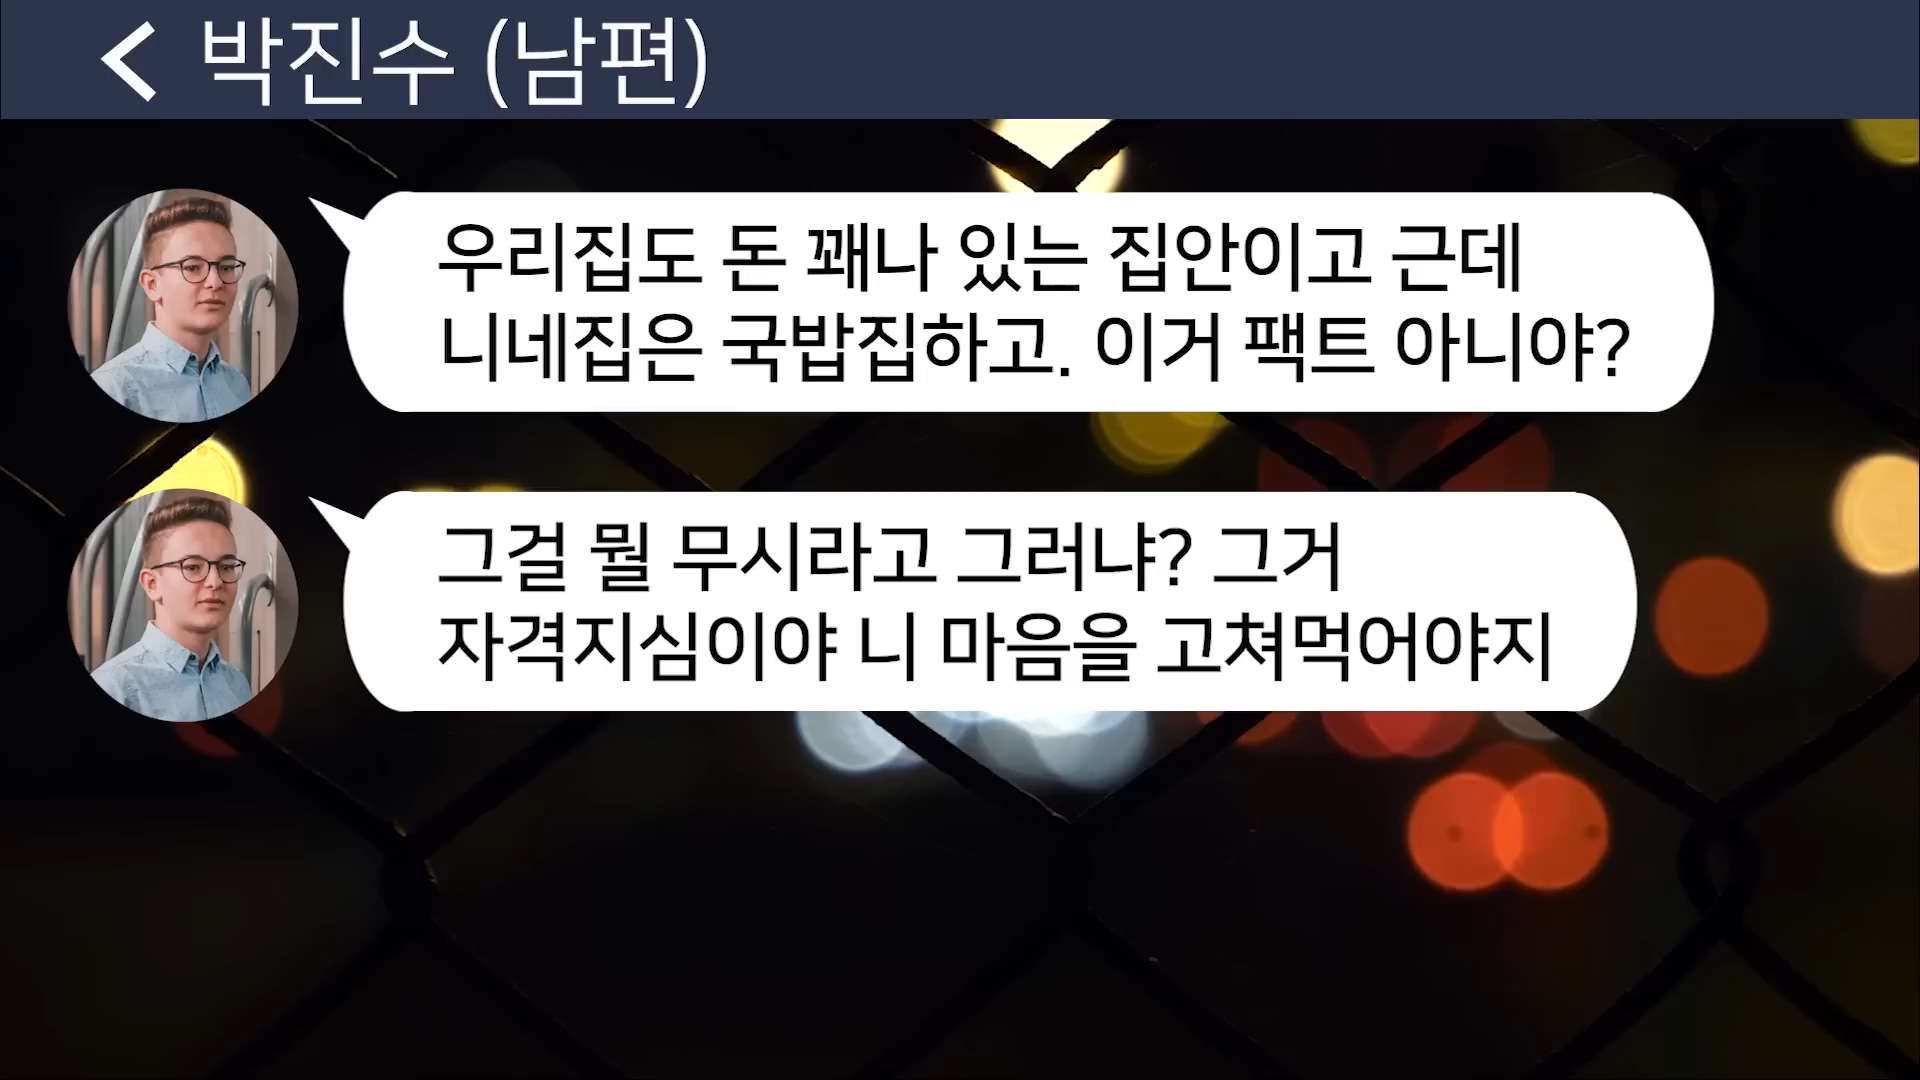 박진수 (남편)
우리집도 돈 꽤나 있는 집안이고 근데
니네집은 국밥집하고. 이거 팩트 아니야?
그걸 뭘 무시라고 그러냐? 그거
자격지심이야 니 마음을 고쳐먹어야지